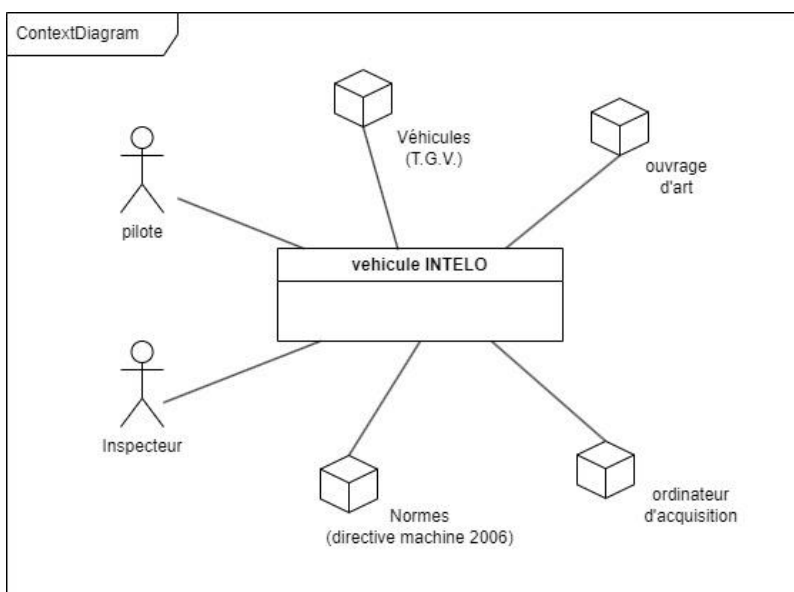 ContextDiagram
Véhicules
(T.G.V.)
ouvrage
d'art
pilote
vehicule INTELO
Inspecteur
Normes
(directive machine 2006)
ordinateur
d'acquisition